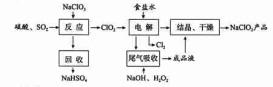 NaClO₃ 食盐水
硫酸、SO₂ 反应 ClO₂ 电解 结晶、干燥 NaClO₂产品
Cl₂
回收 尾气吸收 成品液
NaHSO₄ NaOH、H₂O₂